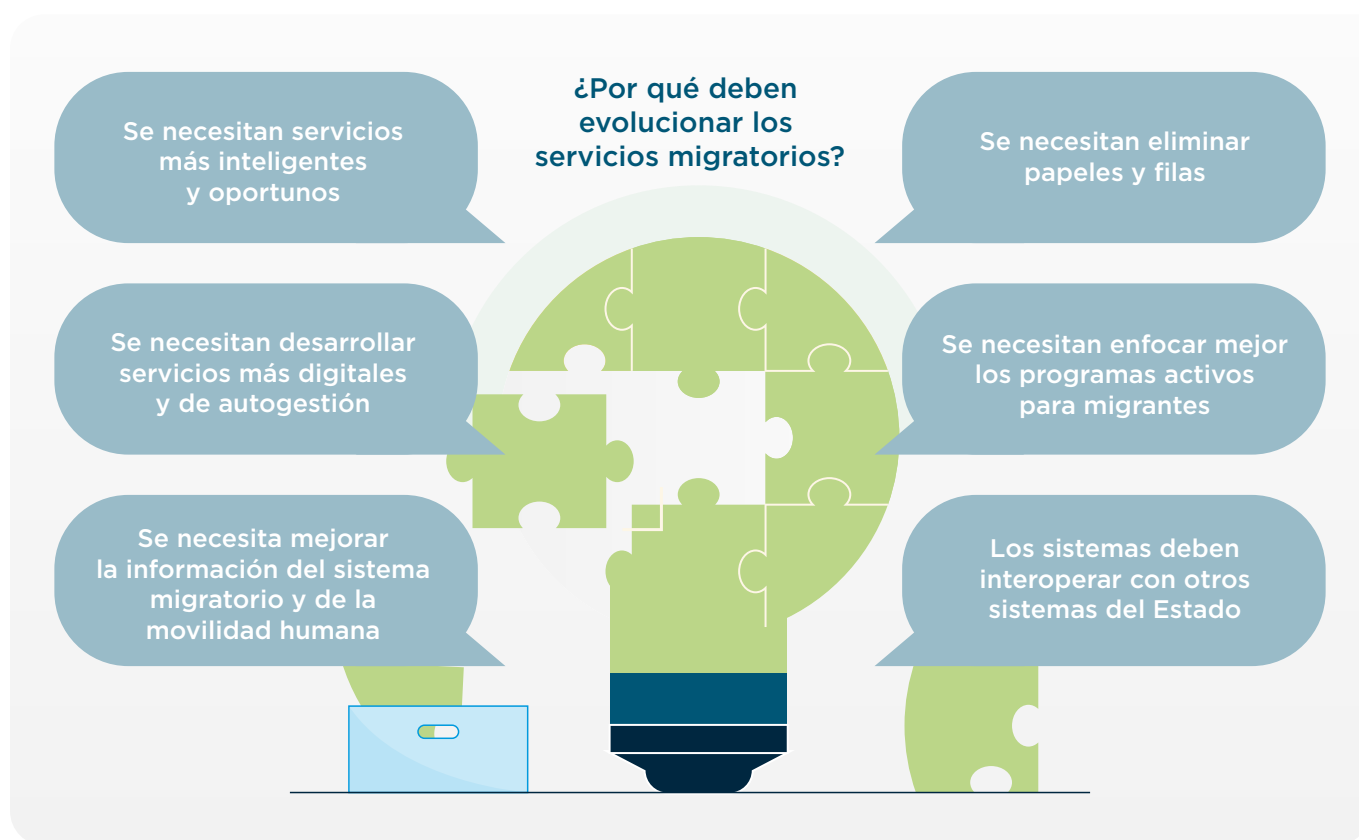 ¿Por qué deben
evolucionar los
servicios migratorios?
Se necesitan servicios
más inteligentes
y oportunos
Se necesitan desarrollar
servicios más digitales
y de autogestión
Se necesita mejorar
la información del sistema
migratorio y de la
movilidad humana
Se necesitan eliminar
papeles y filas
Se necesitan enfocar mejor
los programas activos
para migrantes
Los sistemas deben
interoperar con otros
sistemas del Estado